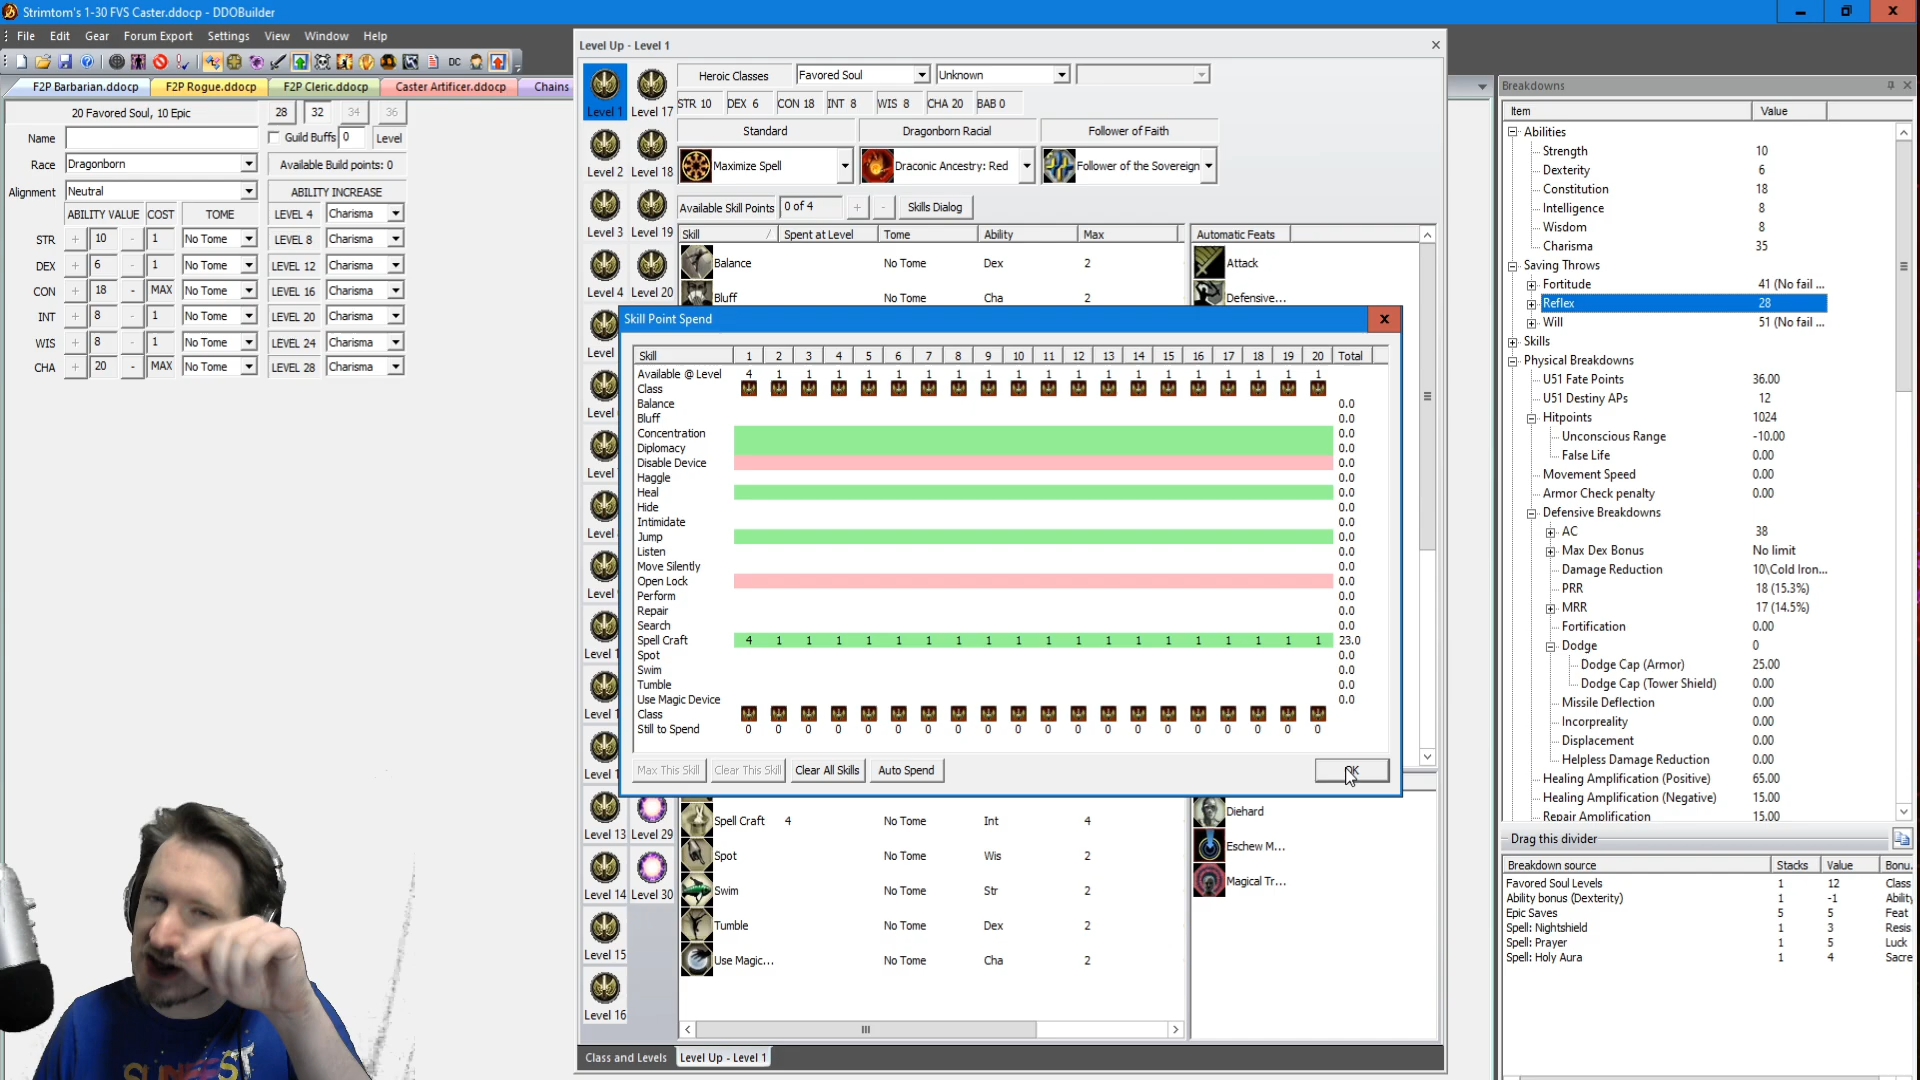 Strimtom's 1-30 FVS Caster.ddocp - DDOBuilder
File Edit Gear Forum Export Settings View Window Help
DC
F2P Barbarian.ddocp F2P Rogue.ddocp F2P Cleric.ddocp Caster Artificer.ddocp Chains
20 Favored Soul, 10 Epic 28 32 34 36
Name Guild Buffs 0 Level
Race Dragonborn Available Build points: 0
Alignment Neutral ABILITY INCREASE
ABILITY VALUE COST TOME LEVEL 4 Charisma
STR + 10 - 1 No Tome LEVEL 8 Charisma
DEX + 6 - 1 No Tome LEVEL 12 Charisma
CON + 18 - MAX No Tome LEVEL 16 Charisma
INT + 8 - 1 No Tome LEVEL 20 Charisma
WIS + 8 - 1 No Tome LEVEL 24 Charisma
CHA + 20 - MAX No Tome LEVEL 28 Charisma
Level Up - Level 1
Level 1 Level 17
Level 2 Level 18
Level 3 Level 19
Level 4 Level 20
Level
Level
Level
Level
Level
Level 1
Level 1
Level 1
Level 13 Level 29
Level 14 Level 30
Level 15
Level 16
Heroic Classes Favored Soul Unknown
STR 10 DEX 6 CON 18 INT 8 WIS 8 CHA 20 BAB 0
Standard Dragonborn Racial Follower of Faith
Maximize Spell Draconic Ancestry: Red Follower of the Sovereign
Available Skill Points 0 of 4 + - Skills Dialog
Skill Spent at Level Tome Ability Max Automatic Feats
Balance No Tome Dex 2 Attack
Bluff No Tome Cha 2 Defensive...
Skill Point Spend
Skill 1 2 3 4 5 6 7 8 9 10 11 12 13 14 15 16 17 18 19 20 Total
Available @ Level 4 1 1 1 1 1 1 1 1 1 1 1 1 1 1 1 1 1 1 1
Class
Balance 0.0
Bluff 0.0
Concentration 0.0
Diplomacy 0.0
Disable Device 0.0
Haggle 0.0
Heal 0.0
Hide 0.0
Intimidate 0.0
Jump 0.0
Listen 0.0
Move Silently 0.0
Open Lock 0.0
Perform 0.0
Repair 0.0
Search 0.0
Spell Craft 4 1 1 1 1 1 1 1 1 1 1 1 1 1 1 1 1 1 1 1 23.0
Spot 0.0
Swim 0.0
Tumble 0.0
Use Magic Device 0.0
Class
Still to Spend 0 0 0 0 0 0 0 0 0 0 0 0 0 0 0 0 0 0 0 0
Max This Skill Clear This Skill Clear All Skills Auto Spend OK
Diehard
Spell Craft 4 No Tome Int 4
Eschew M...
Spot No Tome Wis 2
Magical Tr...
Swim No Tome Str 2
Tumble No Tome Dex 2
Use Magic... No Tome Cha 2
Class and Levels Level Up - Level 1
Breakdowns
Item Value
Abilities
Strength 10
Dexterity 6
Constitution 18
Intelligence 8
Wisdom 8
Charisma 35
Saving Throws
Fortitude 41 (No fail ...
Reflex 28
Will 51 (No fail ...
Skills
Physical Breakdowns
U51 Fate Points 36.00
U51 Destiny APs 12
Hitpoints 1024
Unconscious Range -10.00
False Life 0.00
Movement Speed 0.00
Armor Check penalty 0.00
Defensive Breakdowns
AC 38
Max Dex Bonus No limit
Damage Reduction 10\Cold Iron...
PRR 18 (15.3%)
MRR 17 (14.5%)
Fortification 0.00
Dodge 0
Dodge Cap (Armor) 25.00
Dodge Cap (Tower Shield) 0.00
Missile Deflection 0.00
Incorpreality 0.00
Displacement 0.00
Helpless Damage Reduction 0.00
Healing Amplification (Positive) 65.00
Healing Amplification (Negative) 15.00
Repair Amplification 15.00
Drag this divider
Breakdown source Stacks Value Bonu
Favored Soul Levels 1 12 Class
Ability bonus (Dexterity) 1 -1 Ability
Epic Saves 5 5 Feat
Spell: Nightshield 1 3 Resis
Spell: Prayer 1 5 Luck
Spell: Holy Aura 1 4 Sacre